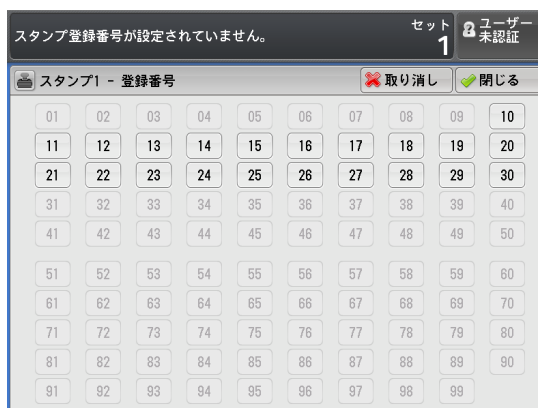 スタンプ登録番号が設定されていません。
セット
1
ユーザー
未認証
スタンプ1 - 登録番号
取り消し
閉じる
01 02 03 04 05 06 07 08 09 10
11 12 13 14 15 16 17 18 19 20
21 22 23 24 25 26 27 28 29 30
31 32 33 34 35 36 37 38 39 40
41 42 43 44 45 46 47 48 49 50
51 52 53 54 55 56 57 58 59 60
61 62 63 64 65 66 67 68 69 70
71 72 73 74 75 76 77 78 79 80
81 82 83 84 85 86 87 88 89 90
91 92 93 94 95 96 97 98 99